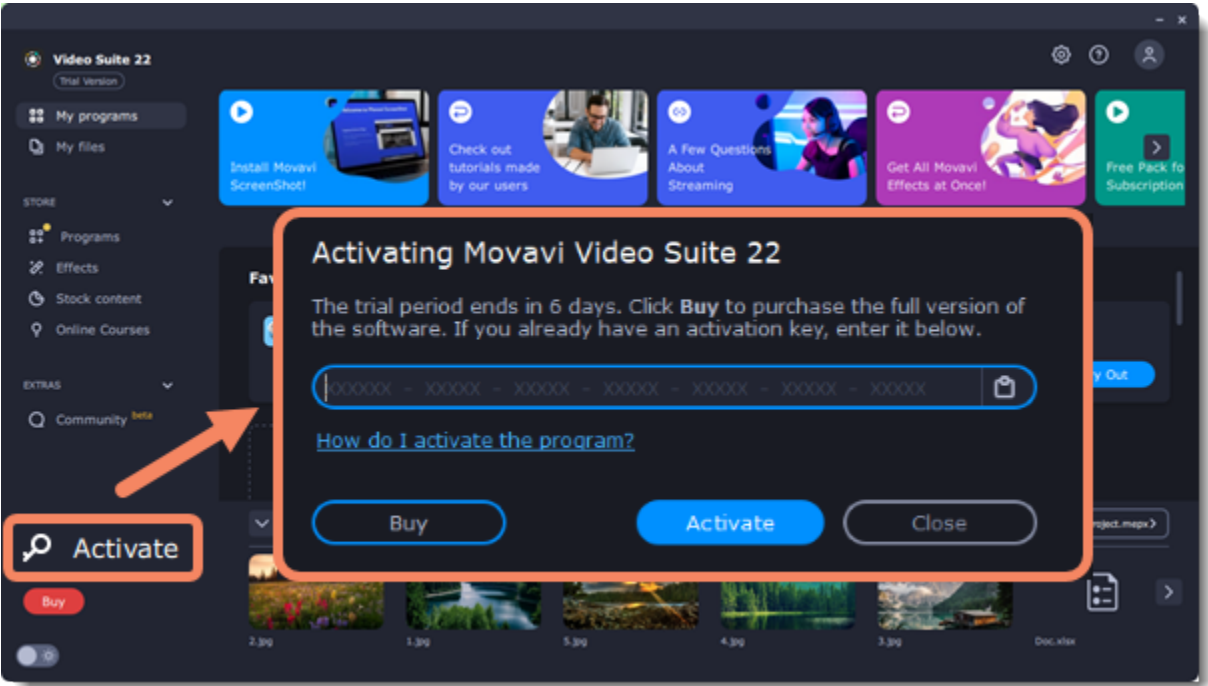 Video Suite 22
Trial Version
My programs
My files
STORE
Programs
Effects
Stock content
Online Courses
EXTRAS
Community beta
Activate
Buy
Install Movavi
ScreenShot!
Check out
tutorials made
by our users
A Few Questions
About
Streaming
Get All Movavi
Effects at Once!
Free Pack fo
Subscription
Fav
Activating Movavi Video Suite 22
The trial period ends in 6 days. Click Buy to purchase the full version of
the software. If you already have an activation key, enter it below.
XXXXXX - XXXXX - XXXXX - XXXXX - XXXXX - XXXXX - XXXXX
How do I activate the program?
Buy
Activate
Close
y Out
roject.mepx
2.jpg
1.jpg
5.jpg
4.jpg
3.jpg
Doc.xlsx